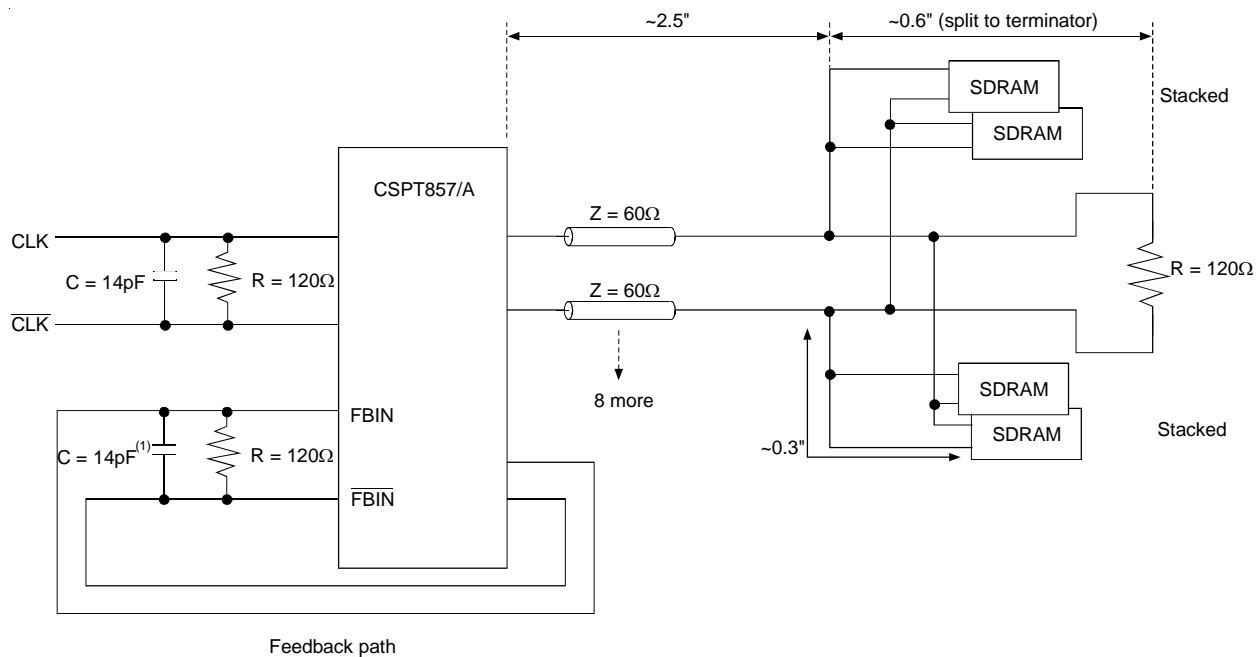 ~2.5"
~0.6" (split to terminator)
SDRAM
Stacked
SDRAM
CSPT857/A
Z = 60Ω
CLK
C = 14pF
R = 120Ω
R = 120Ω
CLK
Z = 60Ω
8 more
FBIN
SDRAM
C = 14pF(1)
R = 120Ω
SDRAM
Stacked
~0.3"
FBIN
Feedback path